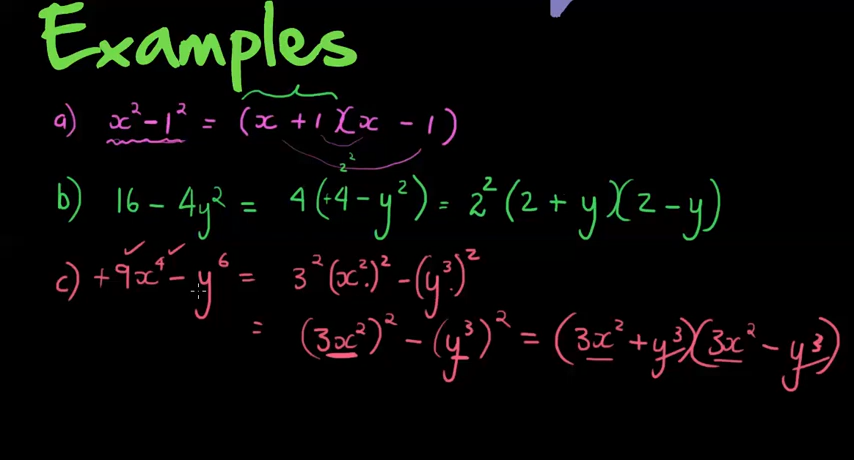 Examples
a) x² - 1² = (x + 1)(x - 1)
2²
b) 16 - 4y² = 4(+4 - y²) = 2²(2 + y)(2 - y)
c) +9x⁴ - y⁶ = 3²(x²)² - (y³)²
= (3x²)² - (y³)² = (3x² + y³)(3x² - y³)